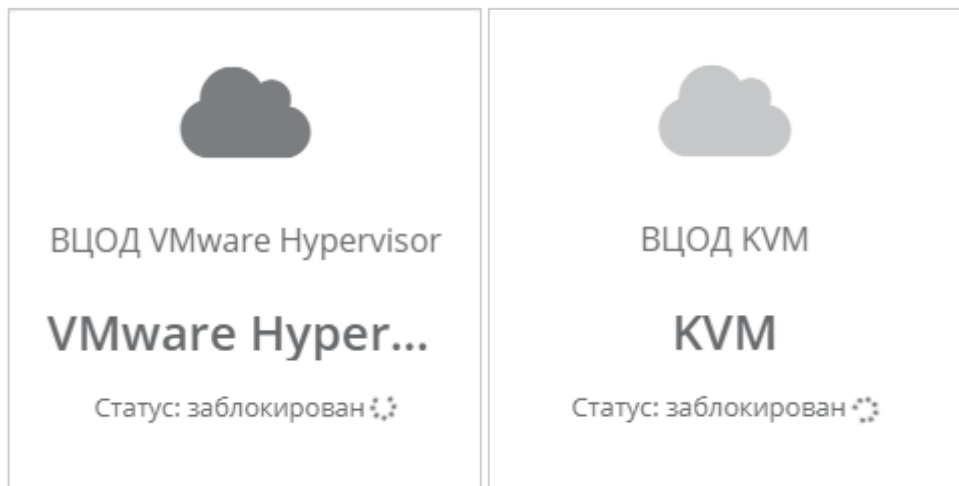 ВЦОД VMware Hypervisor
VMware Hyper...
Статус: заблокирован
ВЦОД KVM
KVM
Статус: заблокирован